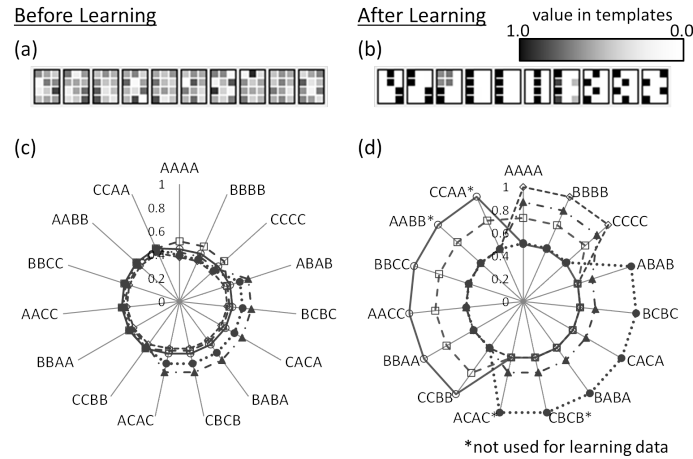 Before Learning
After Learning
value in templates
1.0
0.0
(a)
(b)
(c)
AAAA
1
0.8
0.6
0.4
0.2
0
BBBB
CCCC
ABAB
BCBC
CACA
BABA
CBCB
ACAC
CCBB
BBAA
AACC
BBCC
AABB
CCAA
(d)
AAAA
1
0.8
0.6
0.4
0.2
0
BBBB
CCCC
ABAB
BCBC
CACA
BABA
CBCB*
ACAC*
CCBB
BBAA
AACC
BBCC
AABB*
CCAA*
*not used for learning data